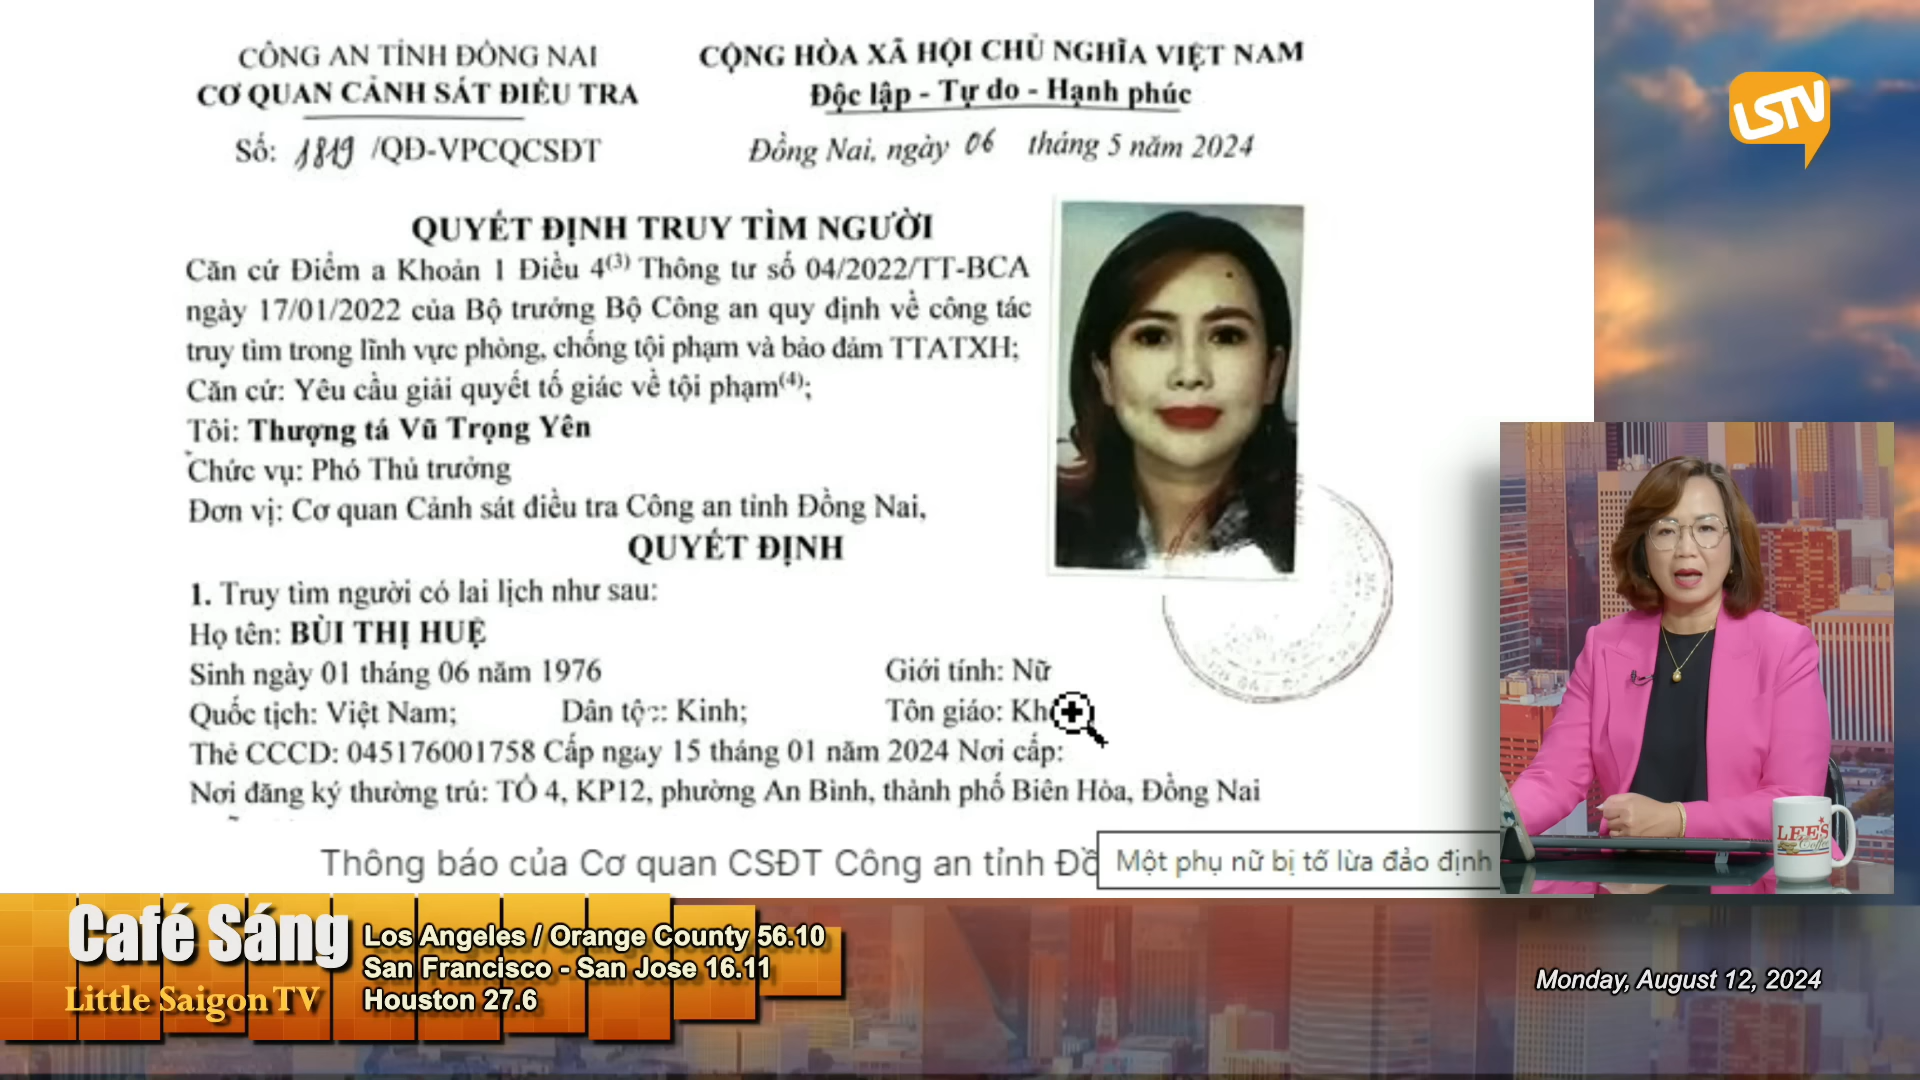 CÔNG AN TỈNH ĐỒNG NAI
CƠ QUAN CẢNH SÁT ĐIỀU TRA
Số: 1819 /QĐ-VPCQCSĐT
CỘNG HÒA XÃ HỘI CHỦ NGHĨA VIỆT NAM
Độc lập - Tự do - Hạnh phúc
Đồng Nai, ngày 06 tháng 5 năm 2024
QUYẾT ĐỊNH TRUY TÌM NGƯỜI
Căn cứ Điểm a Khoản 1 Điều 4(3) Thông tư số 04/2022/TT-BCA
ngày 17/01/2022 của Bộ trưởng Bộ Công an quy định về công tác
truy tìm trong lĩnh vực phòng, chống tội phạm và bảo đảm TTATXH;
Căn cứ: Yêu cầu giải quyết tố giác về tội phạm(4);
Tôi: Thượng tá Vũ Trọng Yên
Chức vụ: Phó Thủ trưởng
Đơn vị: Cơ quan Cảnh sát điều tra Công an tỉnh Đồng Nai,
QUYẾT ĐỊNH
1. Truy tìm người có lai lịch như sau:
Họ tên: BÙI THỊ HUỆ
Sinh ngày 01 tháng 06 năm 1976 Giới tính: Nữ
Quốc tịch: Việt Nam; Dân tộc: Kinh; Tôn giáo: Kh
Thẻ CCCD: 045176001758 Cấp ngay 15 tháng 01 năm 2024 Nơi cấp:
Nơi đăng ký thường trú: TỔ 4, KP12, phường An Bình, thành phố Biên Hòa, Đồng Nai
Thông báo của Cơ quan CSĐT Công an tỉnh Đồ
Một phụ nữ bị tố lừa đảo định
LSTV
LEE'S
Coffee
Café Sáng
Little Saigon TV
Los Angeles / Orange County 56.10
San Francisco - San Jose 16.11
Houston 27.6
Monday, August 12, 2024